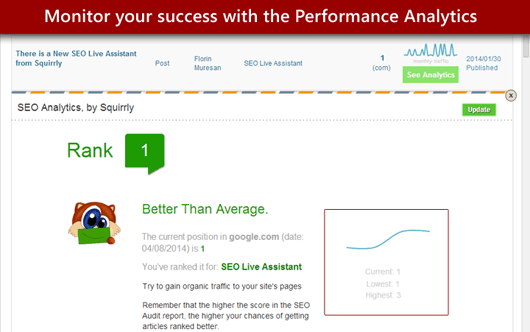 Monitor your success with the Performance Analytics
There is a New SEO Live Assistant
from Squirrly
Post
Florin
Muresan
SEO Live Assistant
1
(com)
monthly traffic
See Analytics
2014/01/30
Published
x
SEO Analytics, by Squirrly
Update
Rank 1
Better Than Average.
The current position in google.com (date:
04/08/2014) is 1
You've ranked it for: SEO Live Assistant
Try to gain organic traffic to your site's pages
Remember that the higher the score in the SEO
Audit report, the higher your chances of getting
articles ranked better.
Current: 1
Lowest: 1
Highest: 3